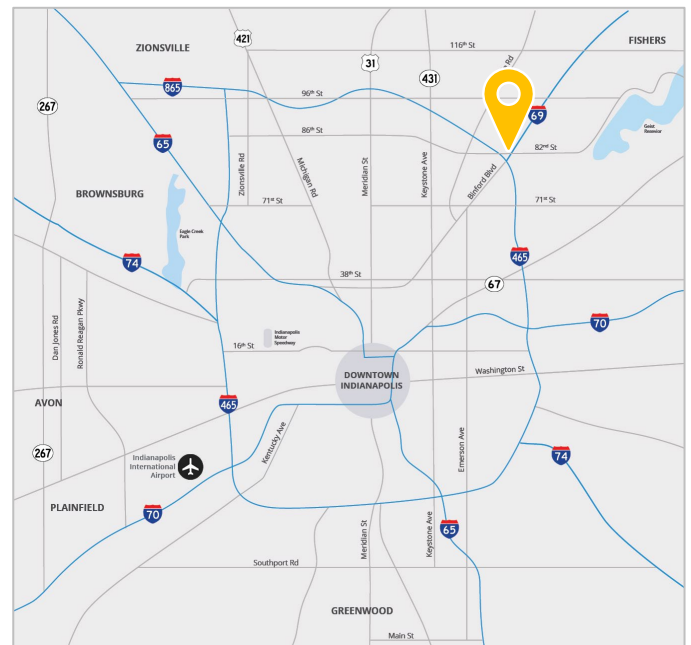 421
116th St
FISHERS
ZIONSVILLE
31
Rd
431
865
96th St
267
69
86th St
65
82nd St
Geist
Reservoir
Zionsville Rd
Michigan Rd
Meridian St
Keystone Ave
Binford Blvd
BROWNSBURG
71st St
71st St
Eagle Creek
Park
465
74
38th St
67
Dan Jones Rd
Ronald Reagan Pkwy
70
Indianapolis
Motor
Speedway
16th St
DOWNTOWN
INDIANAPOLIS
Washington St
AVON
465
267
Kentucky Ave
Emerson Ave
Indianapolis
International
Airport
74
PLAINFIELD
70
Meridian St
Keystone Ave
65
Southport Rd
GREENWOOD
Main St